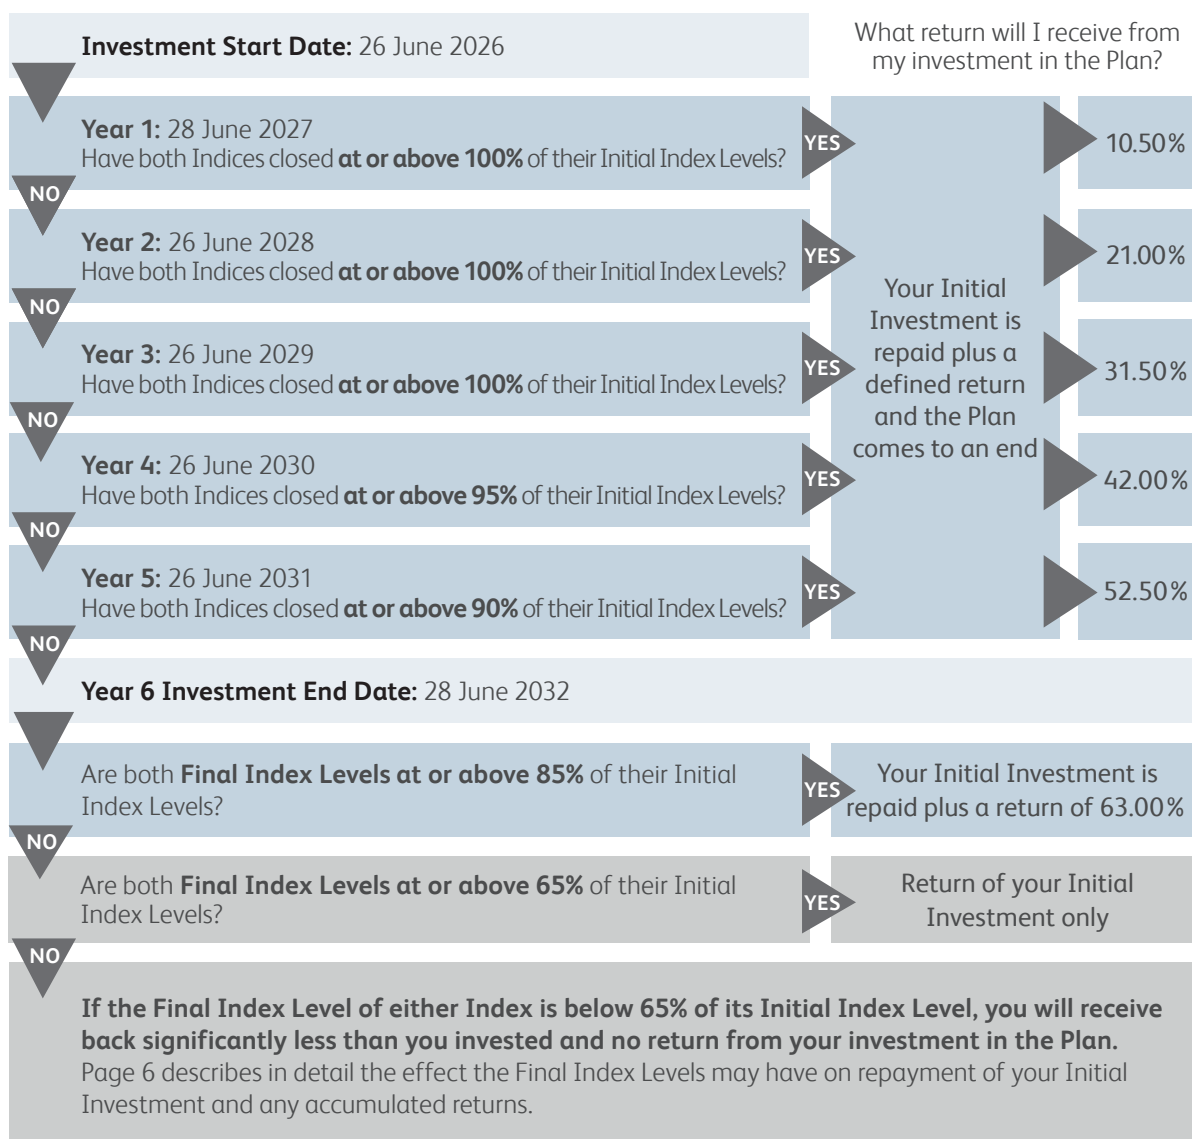 Investment Start Date: 26 June 2026
What return will I receive from
my investment in the Plan?
Year 1: 28 June 2027
Have both Indices closed at or above 100% of their Initial Index Levels?
YES
10.50%
NO
Year 2: 26 June 2028
Have both Indices closed at or above 100% of their Initial Index Levels?
YES
21.00%
NO
Year 3: 26 June 2029
Have both Indices closed at or above 100% of their Initial Index Levels?
YES
31.50%
NO
Year 4: 26 June 2030
Have both Indices closed at or above 95% of their Initial Index Levels?
YES
42.00%
NO
Year 5: 26 June 2031
Have both Indices closed at or above 90% of their Initial Index Levels?
YES
52.50%
NO
Your Initial
Investment is
repaid plus a
defined return
and the Plan
comes to an end
Year 6 Investment End Date: 28 June 2032
Are both Final Index Levels at or above 85% of their Initial
Index Levels?
YES
Your Initial Investment is
repaid plus a return of 63.00%
NO
Are both Final Index Levels at or above 65% of their Initial
Index Levels?
YES
Return of your Initial
Investment only
NO
If the Final Index Level of either Index is below 65% of its Initial Index Level, you will receive
back significantly less than you invested and no return from your investment in the Plan.
Page 6 describes in detail the effect the Final Index Levels may have on repayment of your Initial
Investment and any accumulated returns.